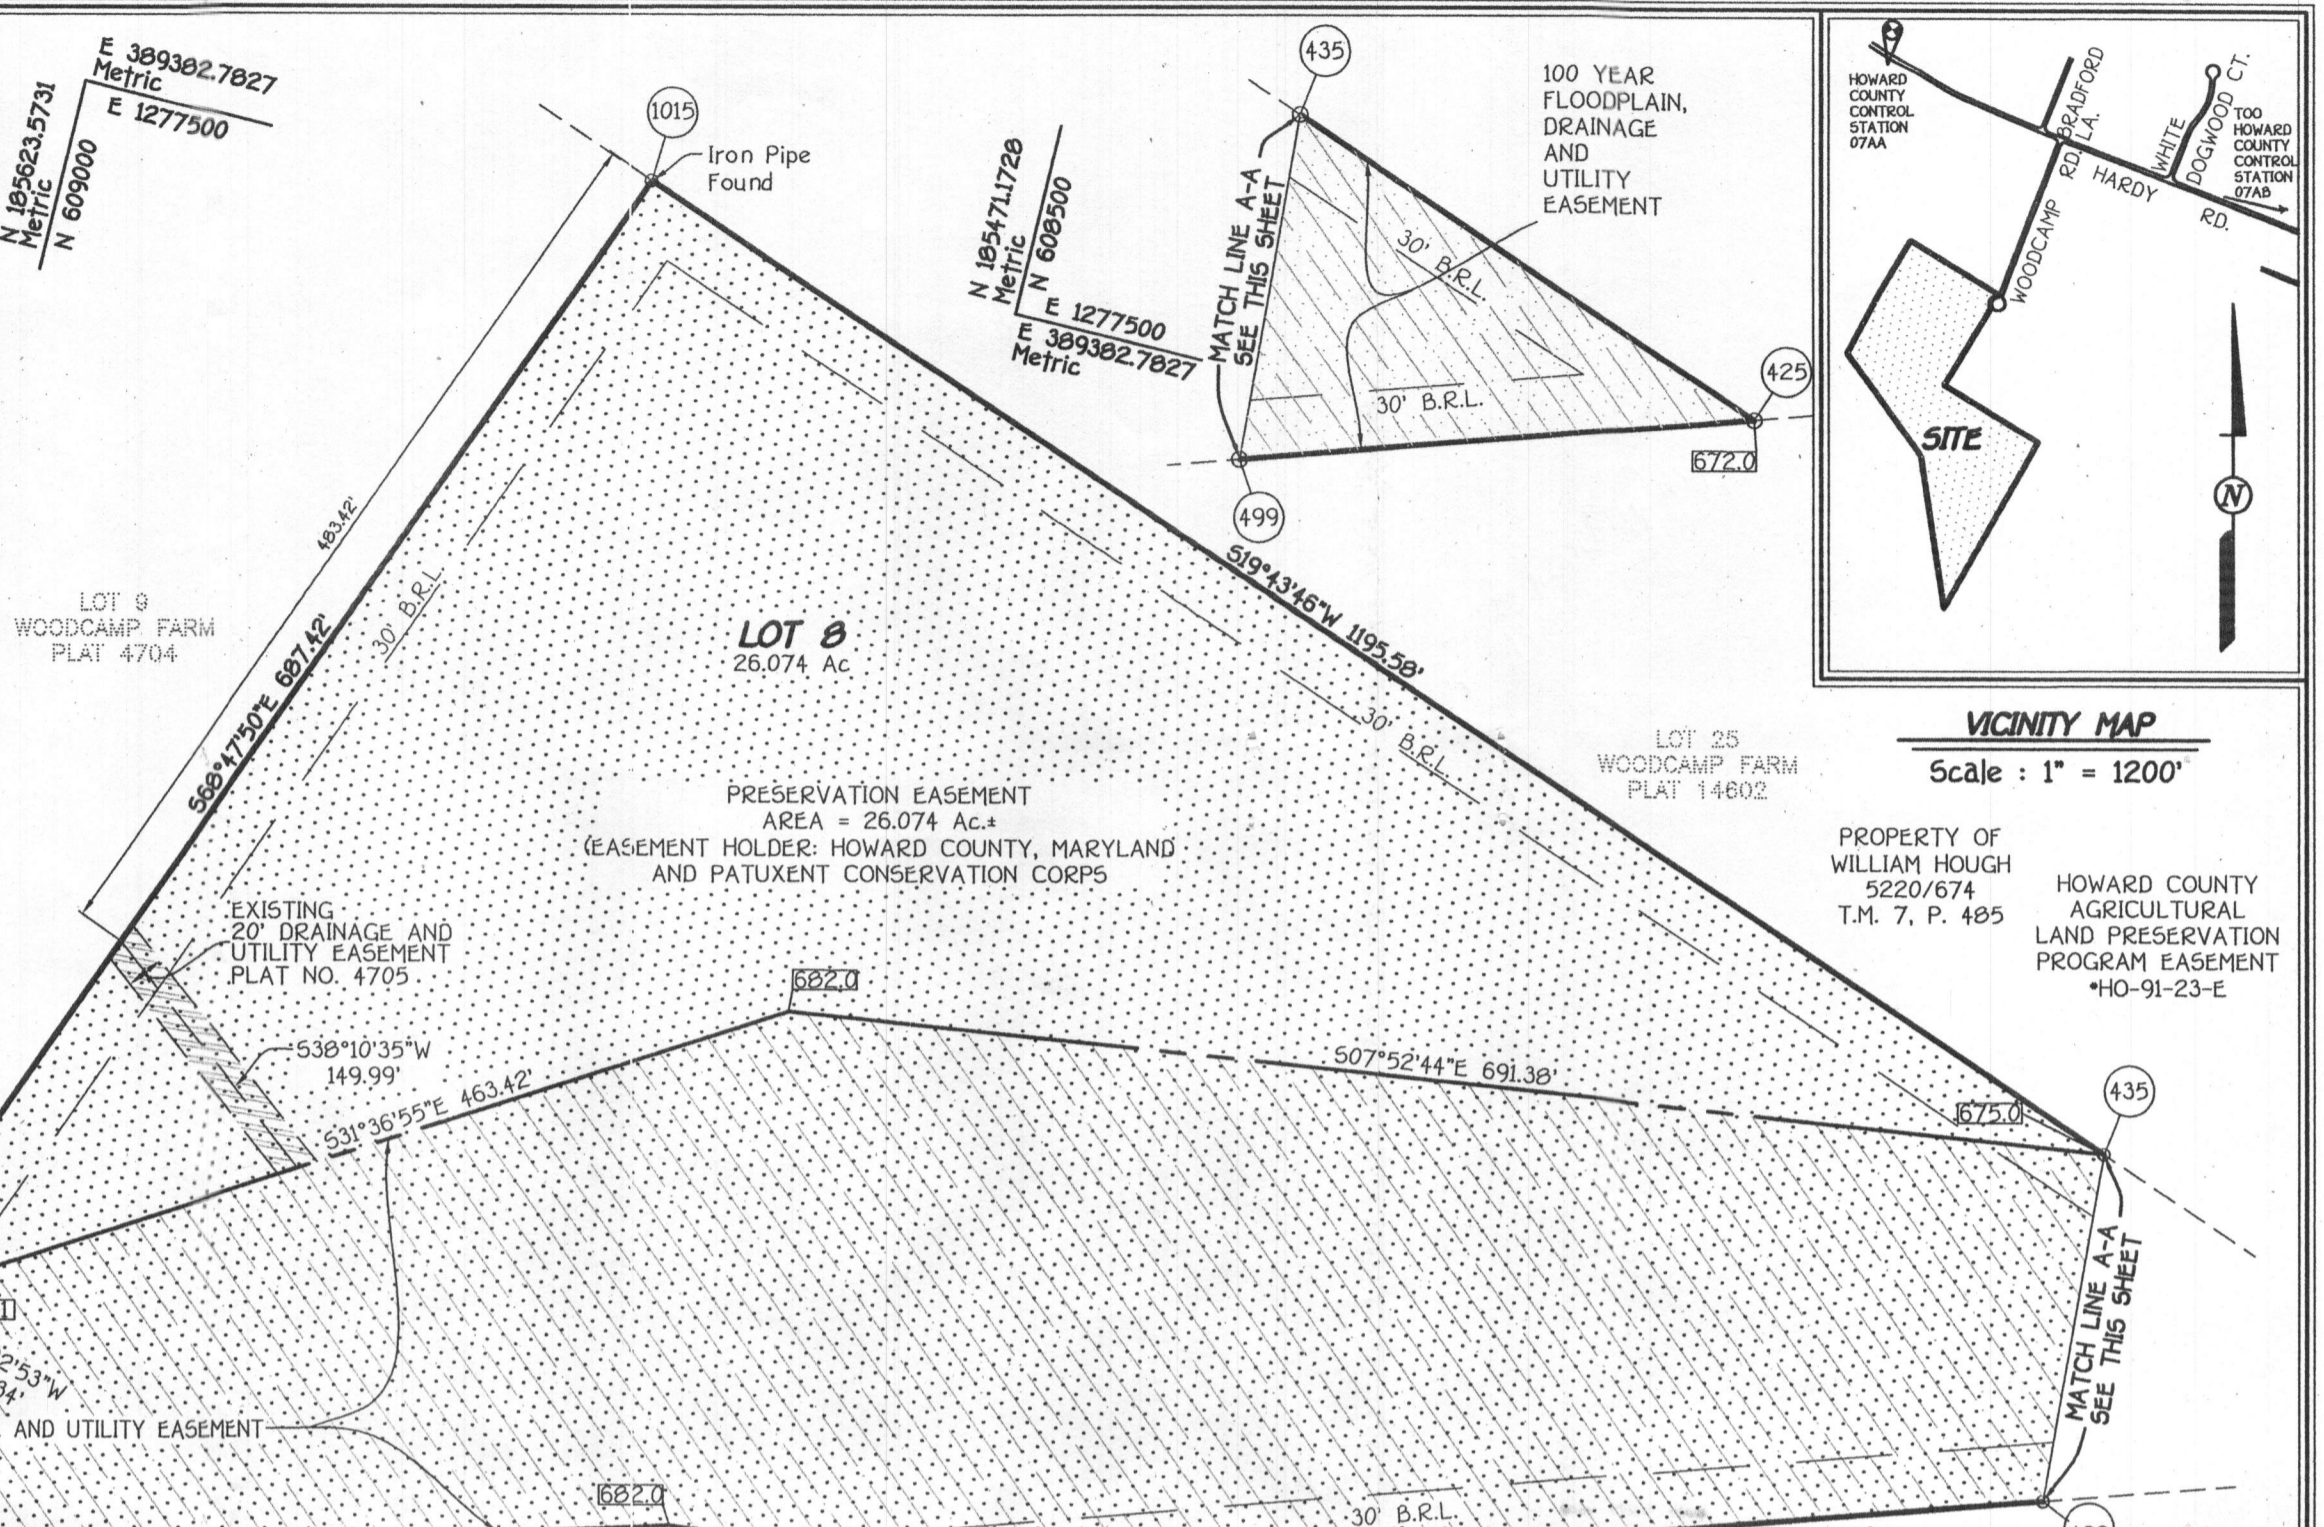 E 389382.7827
Metric
E 1277500
N 185623.5731
Metric
N 609000
1015
Iron Pipe
Found
N 185471.1728
Metric
N 608500
E 1277500
E 389382.7827
Metric
435
MATCH LINE A-A
SEE THIS SHEET
100 YEAR
FLOODPLAIN,
DRAINAGE
AND
UTILITY
EASEMENT
30' B.R.L.
30' B.R.L.
425
672.0
499
HOWARD
COUNTY
CONTROL
STATION
07AA
BRADFORD
LA.
WHITE
DOGWOOD CT.
TOO
HOWARD
COUNTY
CONTROL
STATION
07AB
HARDY
RD.
WOODCAMP
RD.
SITE
N
VICINITY MAP
Scale : 1" = 1200'
483.42'
S68°47'50"E 687.42'
30' B.R.L.
LOT 9
WOODCAMP FARM
PLAT 4704
LOT 8
26.074 Ac
S19°43'46"W 1195.58'
30' B.R.L.
LOT 25
WOODCAMP FARM
PLAT 14602
PRESERVATION EASEMENT
AREA = 26.074 Ac.±
(EASEMENT HOLDER: HOWARD COUNTY, MARYLAND
AND PATUXENT CONSERVATION CORPS
PROPERTY OF
WILLIAM HOUGH
5220/674
T.M. 7, P. 485
HOWARD COUNTY
AGRICULTURAL
LAND PRESERVATION
PROGRAM EASEMENT
*HO-91-23-E
EXISTING
20' DRAINAGE AND
UTILITY EASEMENT
PLAT NO. 4705
682.0
S38°10'35"W
149.99'
S31°36'55"E 463.42'
S07°52'44"E 691.38'
675.0
435
MATCH LINE A-A
SEE THIS SHEET
2'53"W
34'
AND UTILITY EASEMENT
682.0
30' B.R.L.